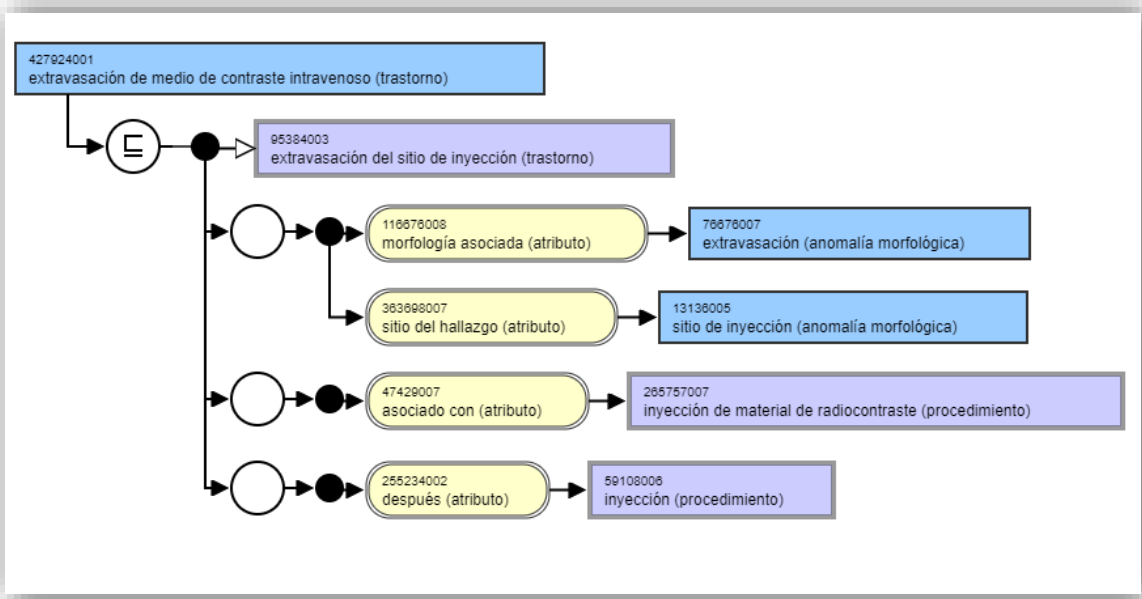 427924001
extravasación de medio de contraste intravenoso (trastorno)
⊑
95384003
extravasación del sitio de inyección (trastorno)
116676008
morfología asociada (atributo)
76676007
extravasación (anomalía morfológica)
363698007
sitio del hallazgo (atributo)
13136005
sitio de inyección (anomalía morfológica)
47429007
asociado con (atributo)
265757007
inyección de material de radiocontraste (procedimiento)
255234002
después (atributo)
59108006
inyección (procedimiento)